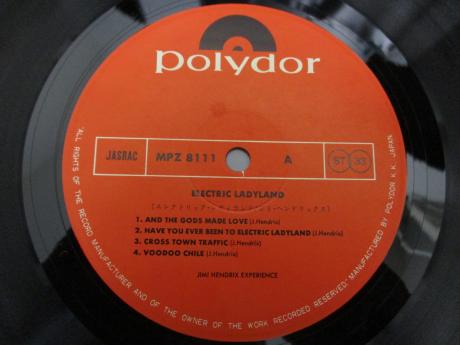 polydor
JASRAC MPZ 8111 A ST 33
ELECTRIC LADYLAND
1. AND THE GODS MADE LOVE (J.Hendrix)
2. HAVE YOU EVER BEEN TO ELECTRIC LADYLAND (J.Hendrix)
3. CROSS TOWN TRAFFIC (J.Hendrix)
4. VOODOO CHILE (J.Hendrix)
JIMI HENDRIX EXPERIENCE
"ALL RIGHTS OF THE RECORD MANUFACTURER AND OF THE OWNER OF THE WORK RECORDED RESERVED" MANUFACTURED BY POLYDOR K.K. JAPAN